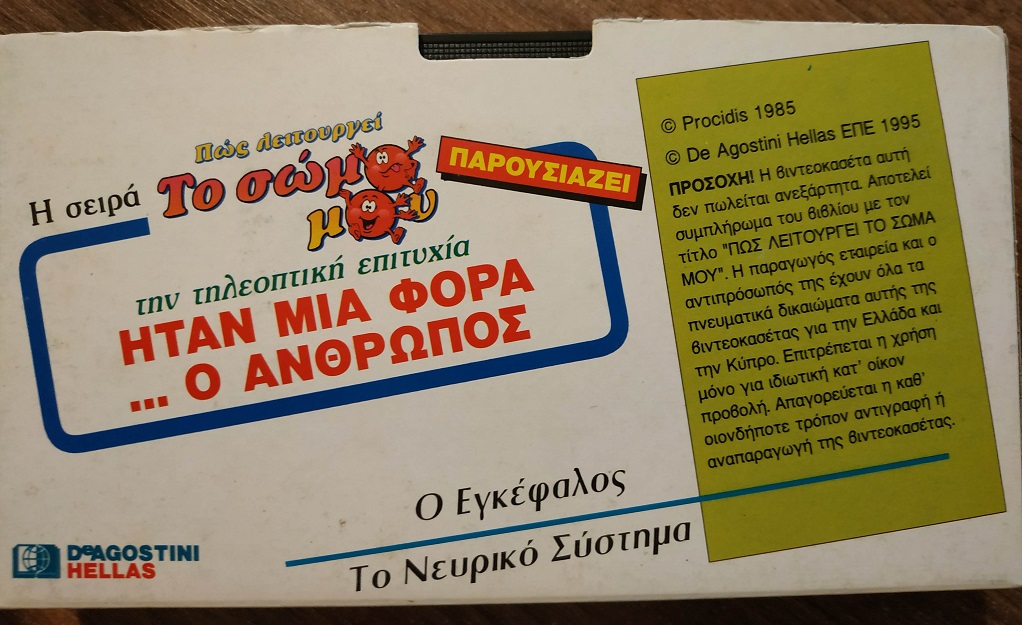 Η σειρά
Πώς λειτουργεί
Το σώμα
μου
ΠΑΡΟΥΣΙΑΖΕΙ
την τηλεοπτική επιτυχία
ΗΤΑΝ ΜΙΑ ΦΟΡΑ
... Ο ΑΝΘΡΩΠΟΣ
© Procidis 1985
© De Agostini Hellas ΕΠΕ 1995
ΠΡΟΣΟΧΗ! Η βιντεοκασέτα αυτή
δεν πωλείται ανεξάρτητα. Αποτελεί
συμπλήρωμα του βιβλίου με τον
τίτλο "ΠΩΣ ΛΕΙΤΟΥΡΓΕΙ ΤΟ ΣΩΜΑ
ΜΟΥ". Η παραγωγός εταιρεία και ο
αντιπρόσωπός της έχουν όλα τα
πνευματικά δικαιώματα αυτής της
βιντεοκασέτας για την Ελλάδα και
την Κύπρο. Επιτρέπεται η χρήση
μόνο για ιδιωτική κατ' οίκον
προβολή. Απαγορεύεται η καθ'
οιονδήποτε τρόπον αντιγραφή ή
αναπαραγωγή της βιντεοκασέτας.
Ο Εγκέφαλος
Το Νευρικό Σύστημα
DeAGOSTINI
HELLAS